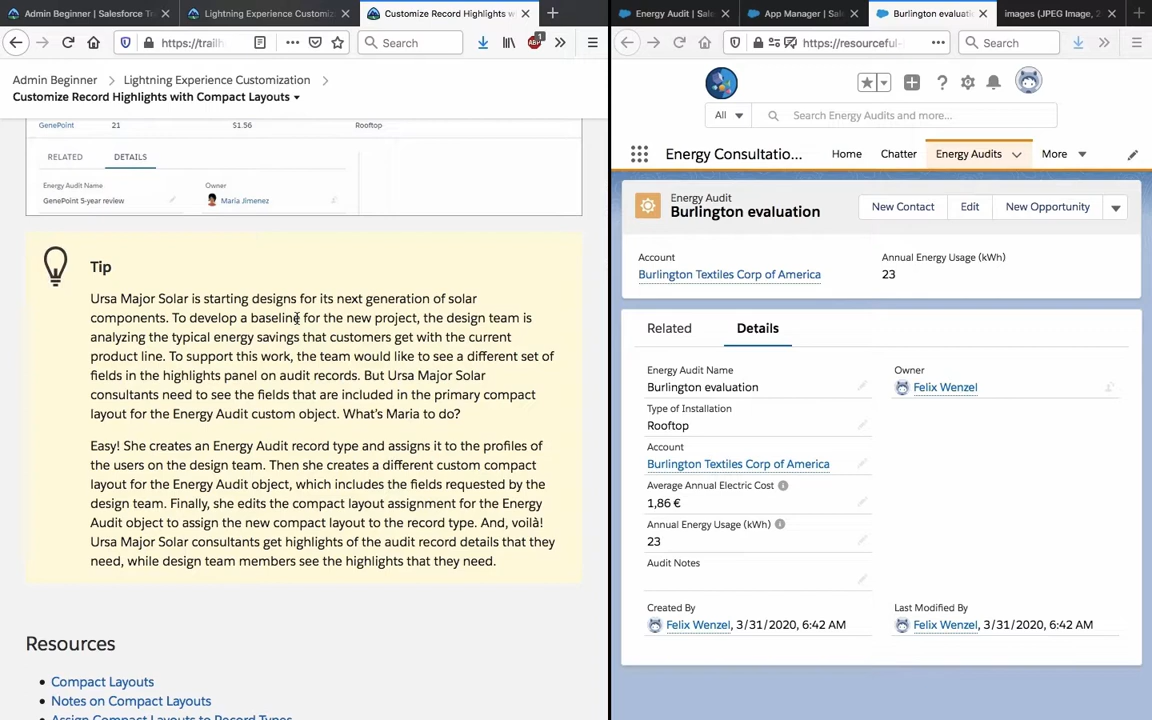 Admin Beginner | Salesforce T
Lightning Experience Customiz
Customize Record Highlights w
https://trailh
Search
1
Admin Beginner > Lightning Experience Customization >
Customize Record Highlights with Compact Layouts
GenePoint 21 $1.56 Rooftop
RELATED DETAILS
Energy Audit Name Owner
GenePoint 5-year review Maria Jimenez
Tip
Ursa Major Solar is starting designs for its next generation of solar
components. To develop a baseline for the new project, the design team is
analyzing the typical energy savings that customers get with the current
product line. To support this work, the team would like to see a different set of
fields in the highlights panel on audit records. But Ursa Major Solar
consultants need to see the fields that are included in the primary compact
layout for the Energy Audit custom object. What's Maria to do?
Easy! She creates an Energy Audit record type and assigns it to the profiles of
the users on the design team. Then she creates a different custom compact
layout for the Energy Audit object, which includes the fields requested by the
design team. Finally, she edits the compact layout assignment for the Energy
Audit object to assign the new compact layout to the record type. And, voilà!
Ursa Major Solar consultants get highlights of the audit record details that they
need, while design team members see the highlights that they need.
Resources
• Compact Layouts
• Notes on Compact Layouts
• Assign Compact Layouts to Record Types
Energy Audit | Sale
App Manager | Sal
Burlington evaluati
images (JPEG Image, 2
https://resourceful-
Search
All
Search Energy Audits and more...
Energy Consultatio... Home Chatter Energy Audits More
Energy Audit
Burlington evaluation
New Contact Edit New Opportunity
Account Annual Energy Usage (kWh)
Burlington Textiles Corp of America 23
Related Details
Energy Audit Name Owner
Burlington evaluation Felix Wenzel
Type of Installation
Rooftop
Account
Burlington Textiles Corp of America
Average Annual Electric Cost
1,86 €
Annual Energy Usage (kWh)
23
Audit Notes
Created By Last Modified By
Felix Wenzel, 3/31/2020, 6:42 AM Felix Wenzel, 3/31/2020, 6:42 AM